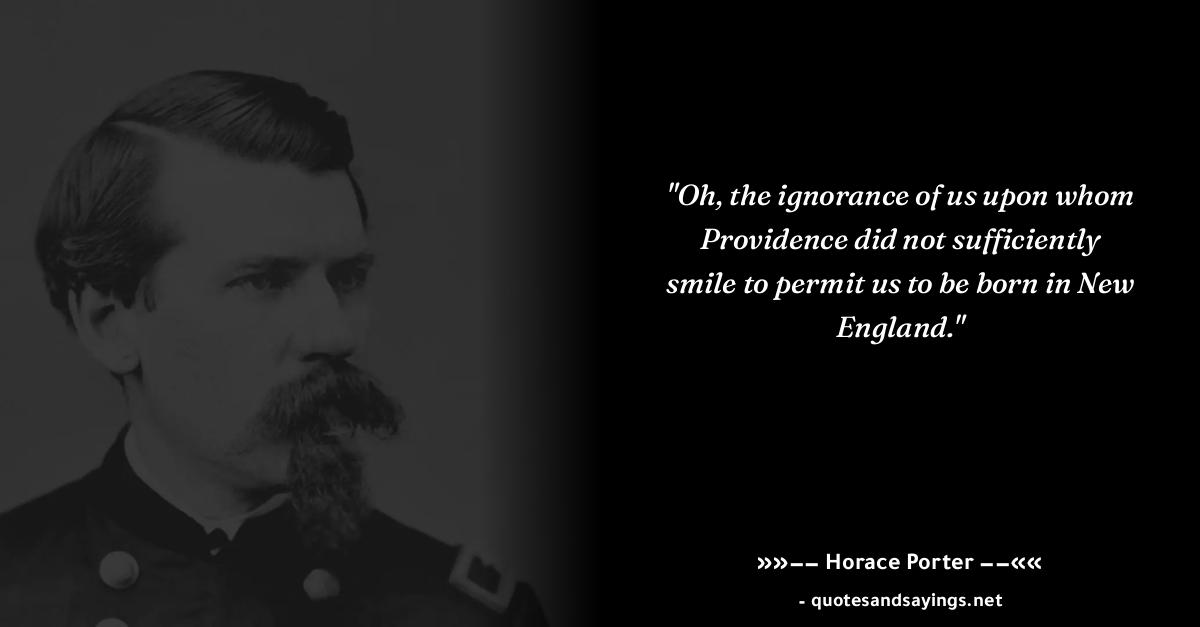 "Oh, the ignorance of us upon whom
Providence did not sufficiently
smile to permit us to be born in New
England."
»»−− Horace Porter −−««
- quotesandsayings.net